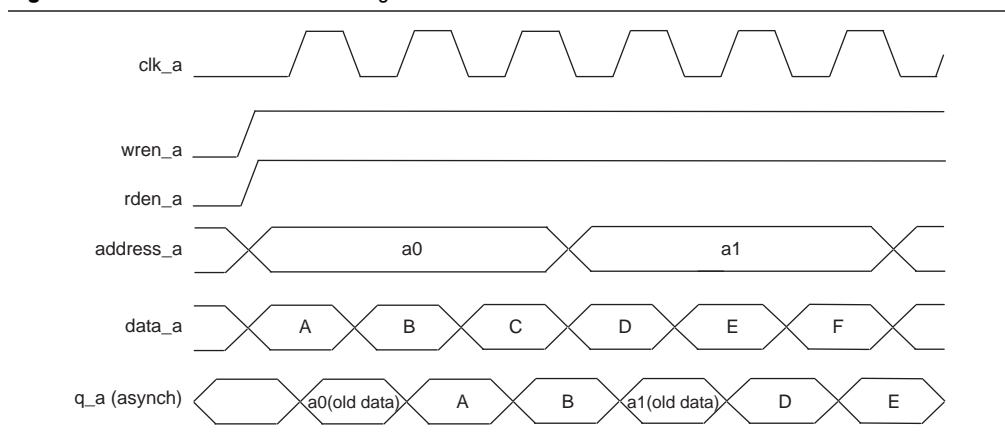 clk_a
wren_a
rden_a
address_a a0 a1
data_a A B C D E F
q_a (asynch) a0(old data) A B a1(old data) D E